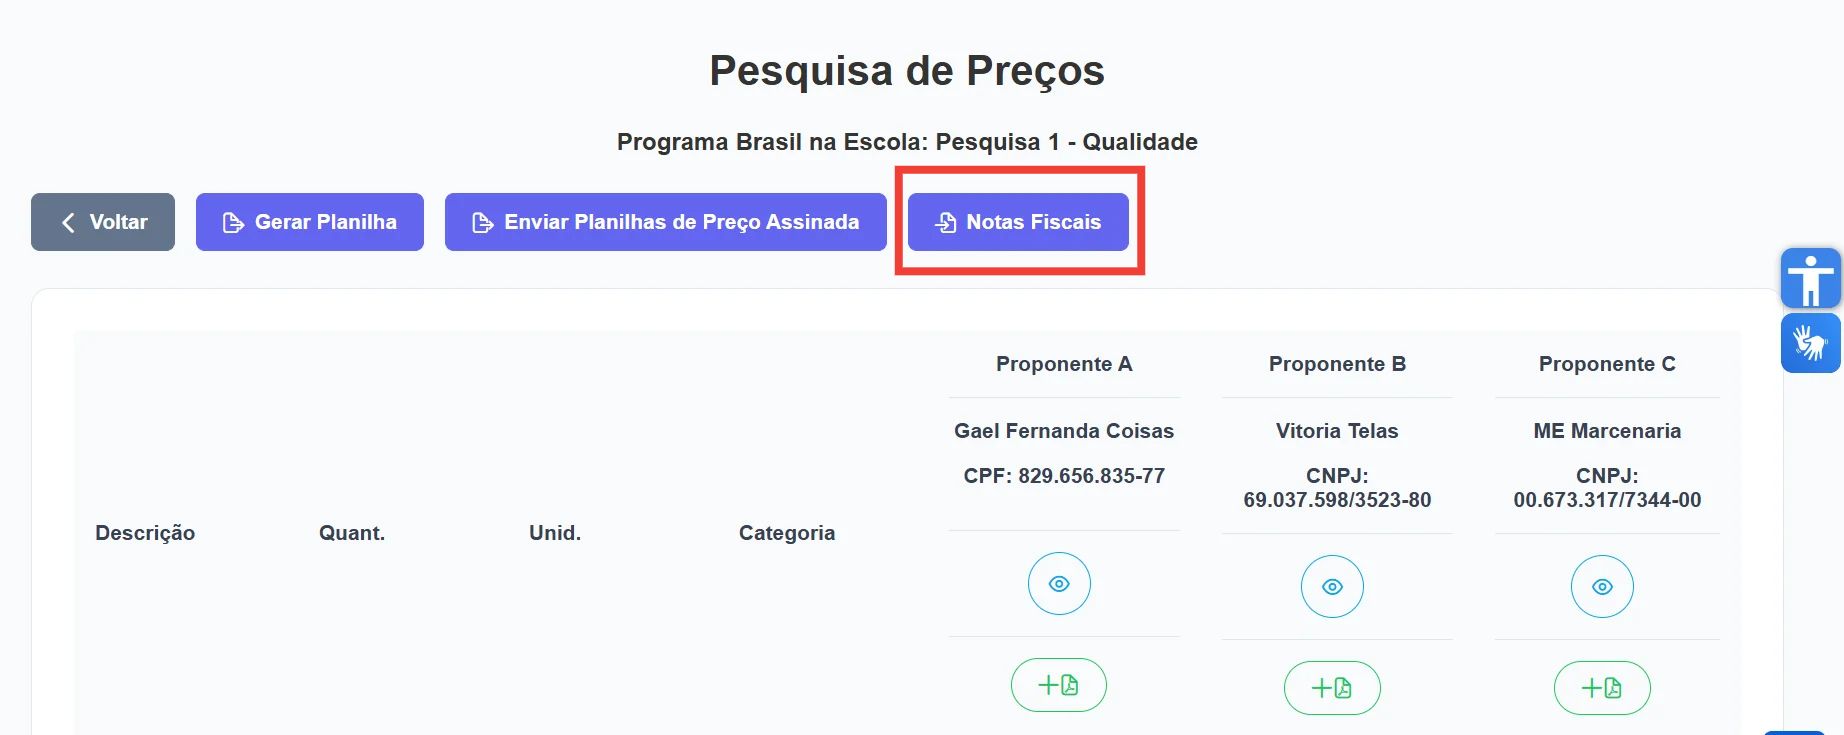 Pesquisa de Preços
Programa Brasil na Escola: Pesquisa 1 - Qualidade
Voltar
Gerar Planilha
Enviar Planilhas de Preço Assinada
Notas Fiscais
Descrição
Quant.
Unid.
Categoria
Proponente A
Gael Fernanda Coisas
CPF: 829.656.835-77
Proponente B
Vitoria Telas
CNPJ:
69.037.598/3523-80
Proponente C
ME Marcenaria
CNPJ:
00.673.317/7344-00